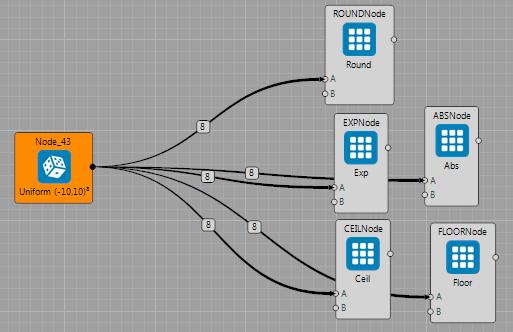 ROUNDNode
Round
A
B
8
EXPNode
Exp
A
B
ABSNode
Abs
A
B
Node_43
Uniform (-10,10)⁸
8
8
8
8
CEILNode
Ceil
A
B
FLOORNode
Floor
A
B